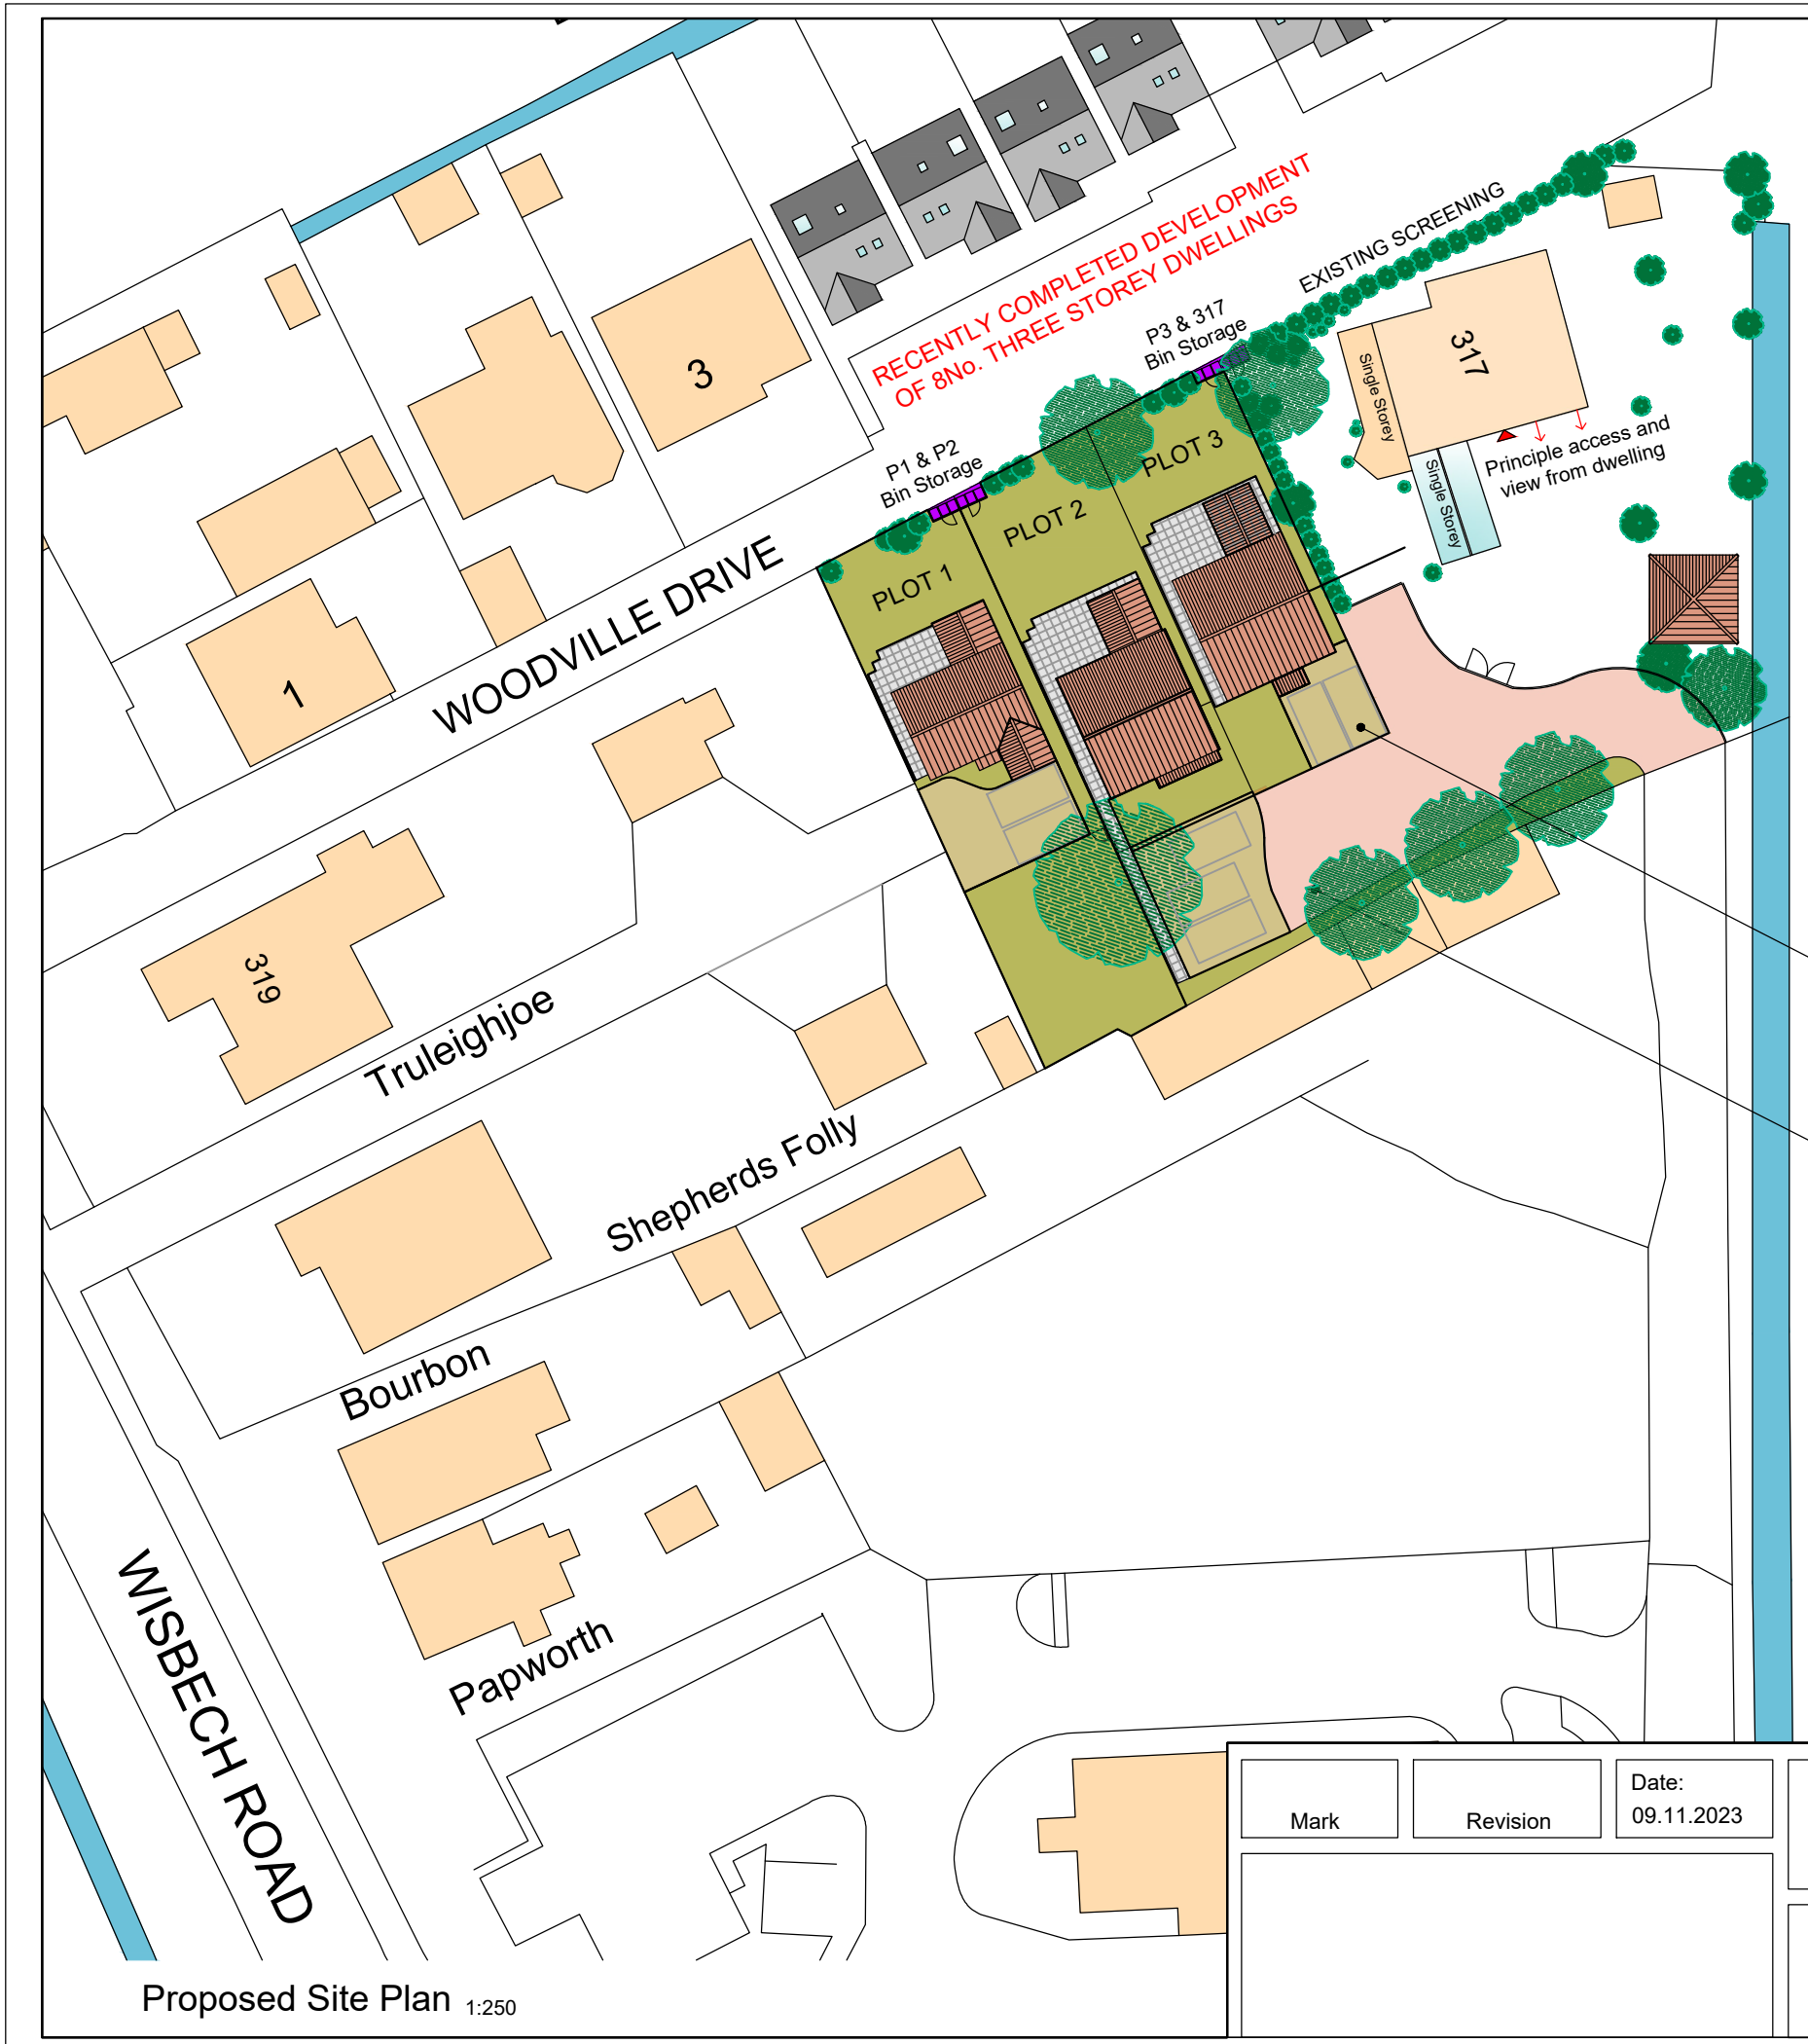 RECENTLY COMPLETED DEVELOPMENT
OF 8No. THREE STOREY DWELLINGS
EXISTING SCREENING
P3 & 317
Bin Storage
317
Single Storey
Single Storey
Principle access and
view from dwelling
3
P1 & P2
Bin Storage
PLOT 3
PLOT 2
PLOT 1
WOODVILLE DRIVE
1
319
Truleighjoe
Shepherds Folly
Bourbon
Papworth
WISBECH ROAD
Mark
Revision
Date:
09.11.2023
Proposed Site Plan 1:250